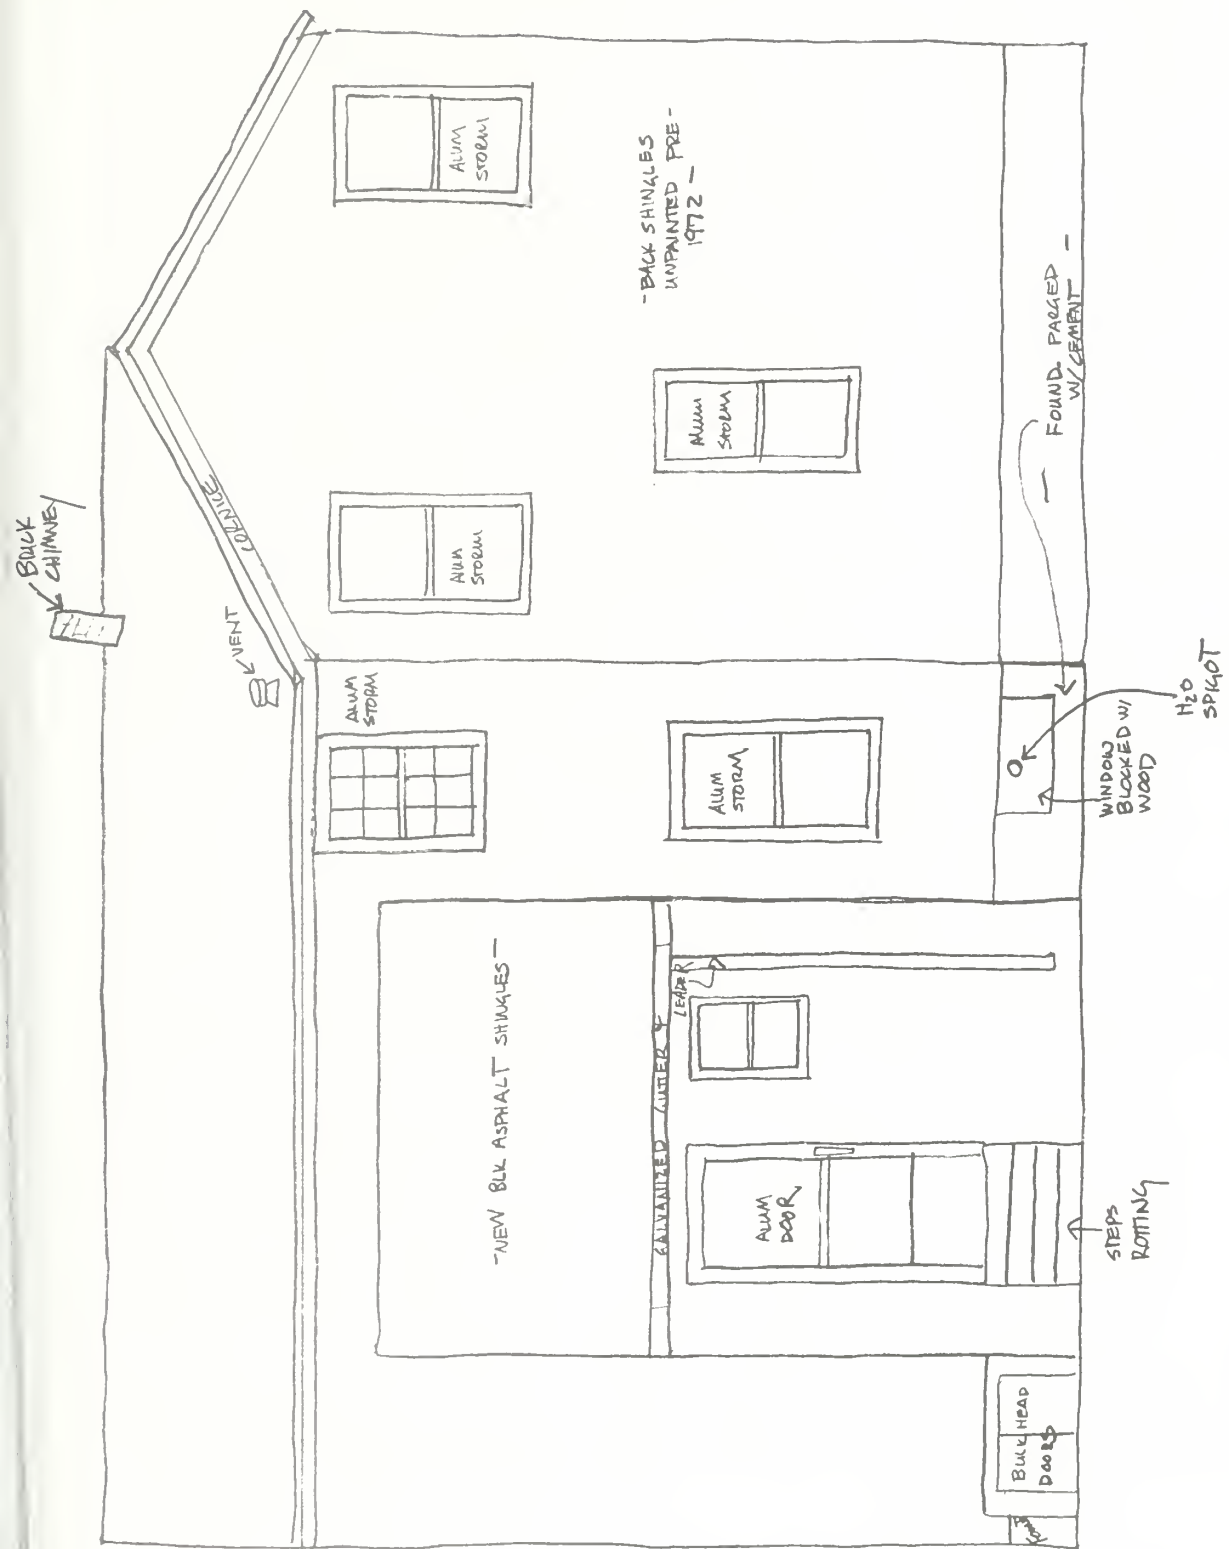 BRICK
CHIMNEY
CORNICE
VENT
ALUM
STORM
ALUM
STORM
ALUM
STORM
-BACK SHINGLES
UNPAINTED PRE-
1972 -
ALUM
STORM
ALUM
STORM
-NEW BLK ASPHALT SHINGLES-
GALVANIZED GUTTER &
LEADER
ALUM
DOOR
BULK HEAD
DOORS
STEPS
ROTTING
WINDOW
BLOCKED W/
WOOD
H2O
SPIGOT
- FOUND. PARGED
W/CEMENT -